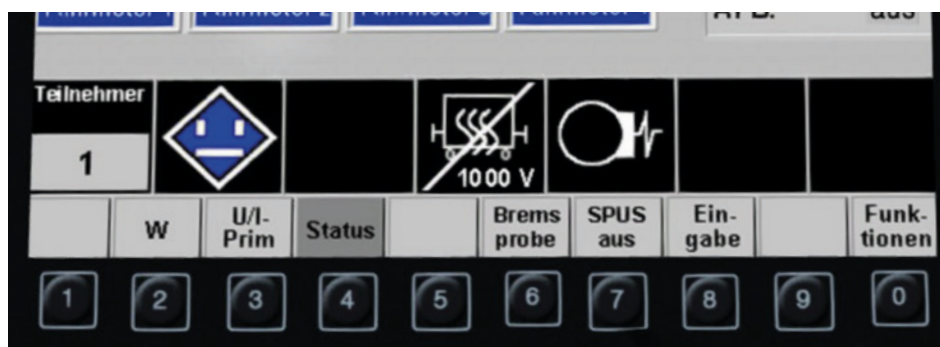 Teilnehmer
1
1000 V
W
U/I-
Prim
Status
Brems
probe
SPUS
aus
Ein-
gabe
Funk-
tionen
1 2 3 4 5 6 7 8 9 0